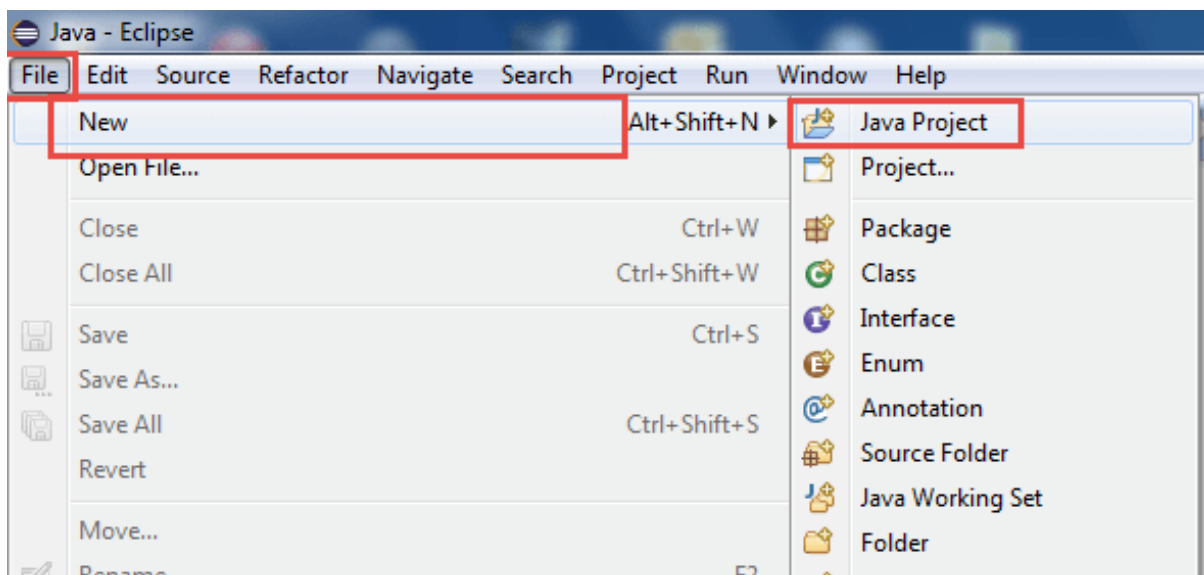 Java - Eclipse
File Edit Source Refactor Navigate Search Project Run Window Help
New Alt+Shift+N
Open File...
Close Ctrl+W
Close All Ctrl+Shift+W
Save Ctrl+S
Save As...
Save All Ctrl+Shift+S
Revert
Move...
Rename... F2
Java Project
Project...
Package
Class
Interface
Enum
Annotation
Source Folder
Java Working Set
Folder